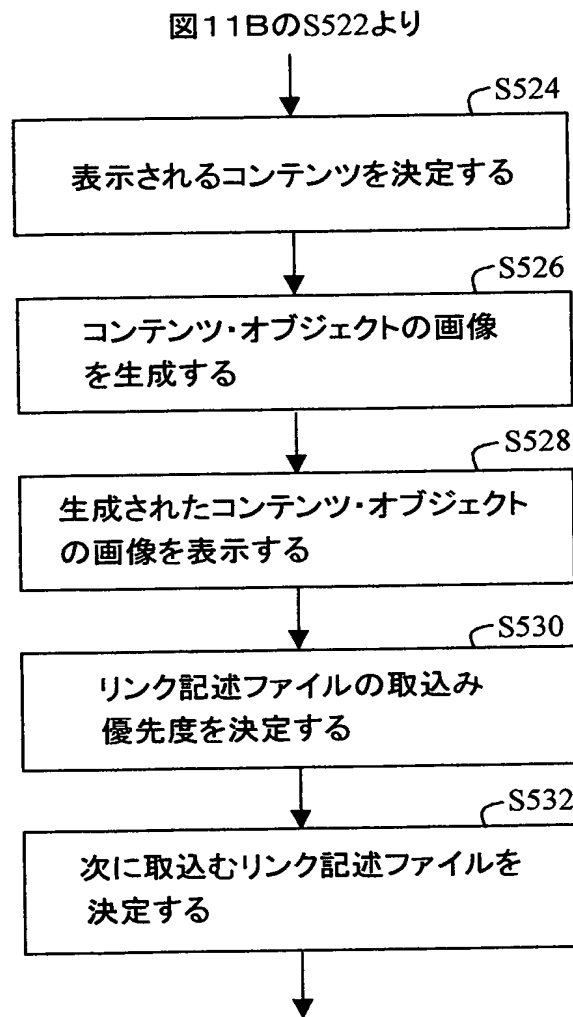 図11BのS522より
S524
表示されるコンテンツを決定する
S526
コンテンツ・オブジェクトの画像
を生成する
S528
生成されたコンテンツ・オブジェクト
の画像を表示する
S530
リンク記述ファイルの取込み
優先度を決定する
S532
次に取込むリンク記述ファイルを
決定する